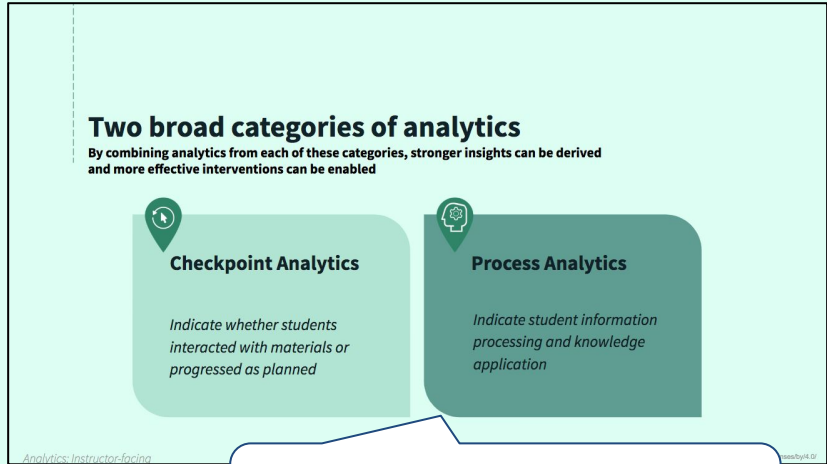 Two broad categories of analytics
By combining analytics from each of these categories, stronger insights can be derived
and more effective interventions can be enabled
Checkpoint Analytics
Indicate whether students
interacted with materials or
progressed as planned
Process Analytics
Indicate student information
processing and knowledge
application
Analytics: Instructor-facing
nses/by/4.0/